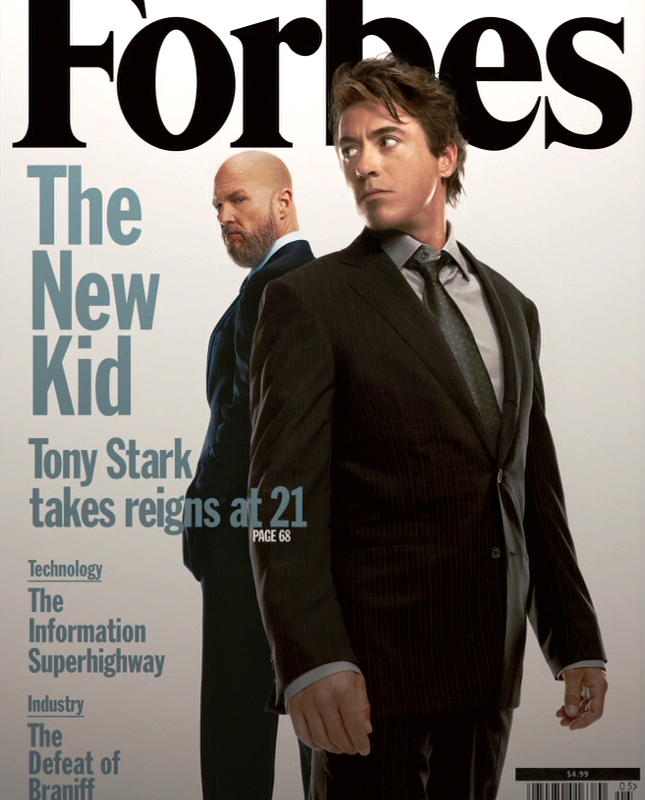 Forbes
The
New
Kid
Tony Stark
takes reigns at 21
PAGE 68
Technology
The
Information
Superhighway
Industry
The
Defeat of
Braniff
$4.99
05>